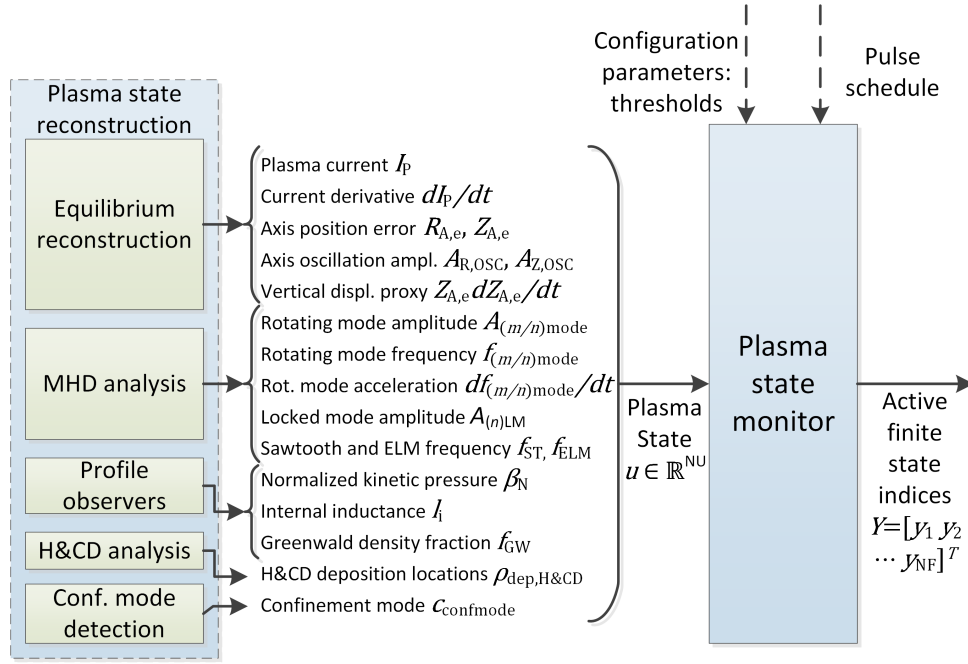 Plasma state
reconstruction
Equilibrium
reconstruction
MHD analysis
Profile
observers
H&CD analysis
Conf. mode
detection
Plasma current I_P
Current derivative dI_P/dt
Axis position error R_A,e, Z_A,e
Axis oscillation ampl. A_R,OSC, A_Z,OSC
Vertical displ. proxy Z_A,e dZ_A,e/dt
Rotating mode amplitude A_(m/n)mode
Rotating mode frequency f_(m/n)mode
Rot. mode acceleration df_(m/n)mode/dt
Locked mode amplitude A_(n)LM
Sawtooth and ELM frequency f_ST, f_ELM
Normalized kinetic pressure β_N
Internal inductance l_i
Greenwald density fraction f_GW
H&CD deposition locations ρ_dep,H&CD
Confinement mode c_confmode
Plasma
State
u ∈ ℝ^NU
Configuration
parameters:
thresholds
Pulse
schedule
Plasma
state
monitor
Active
finite
state
indices
Y=[y_1 y_2
⋯ y_NF]^T